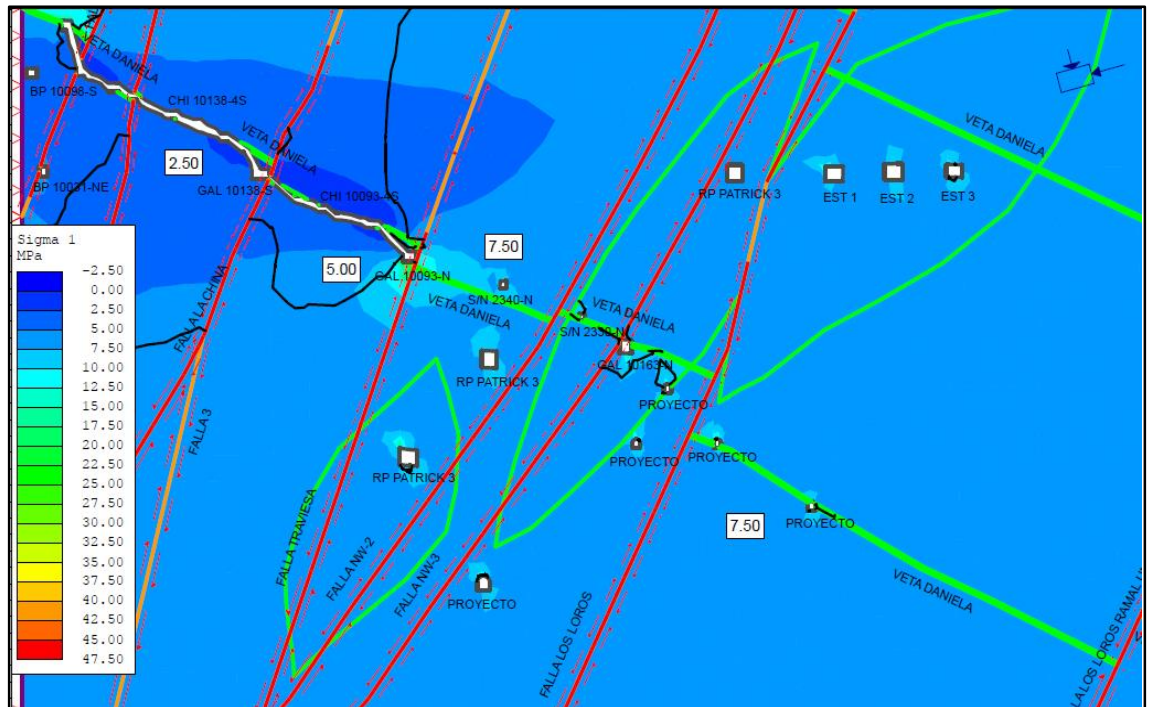 VETA DANIELA
BP 10096-S
CHI 10138-4S
VETA DANIELA
VETA DANIELA
2.50
BP 10031-NE
GAL 10138-S
CHI 10093-4S
RP PATRICK 3
EST 1
EST 2
EST 3
Sigma 1
MPa
-2.50
0.00
2.50
5.00
7.50
10.00
12.50
15.00
17.50
20.00
22.50
25.00
27.50
30.00
32.50
35.00
37.50
40.00
42.50
45.00
47.50
7.50
5.00
GAL 10093-N
S/N 2340-N
VETA DANIELA
VETA DANIELA
FALLA LA CHINA
GAL 10163-N
RP PATRICK 3
PROYECTO
FALLA 3
PROYECTO
PROYECTO
RP PATRICK 3
PROYECTO
7.50
FALLA TRAVIESA
FALLA NW-2
FALLA NW-3
PROYECTO
VETA DANIELA
FALLA LOS LOROS
LA LOS LOROS RAMAL